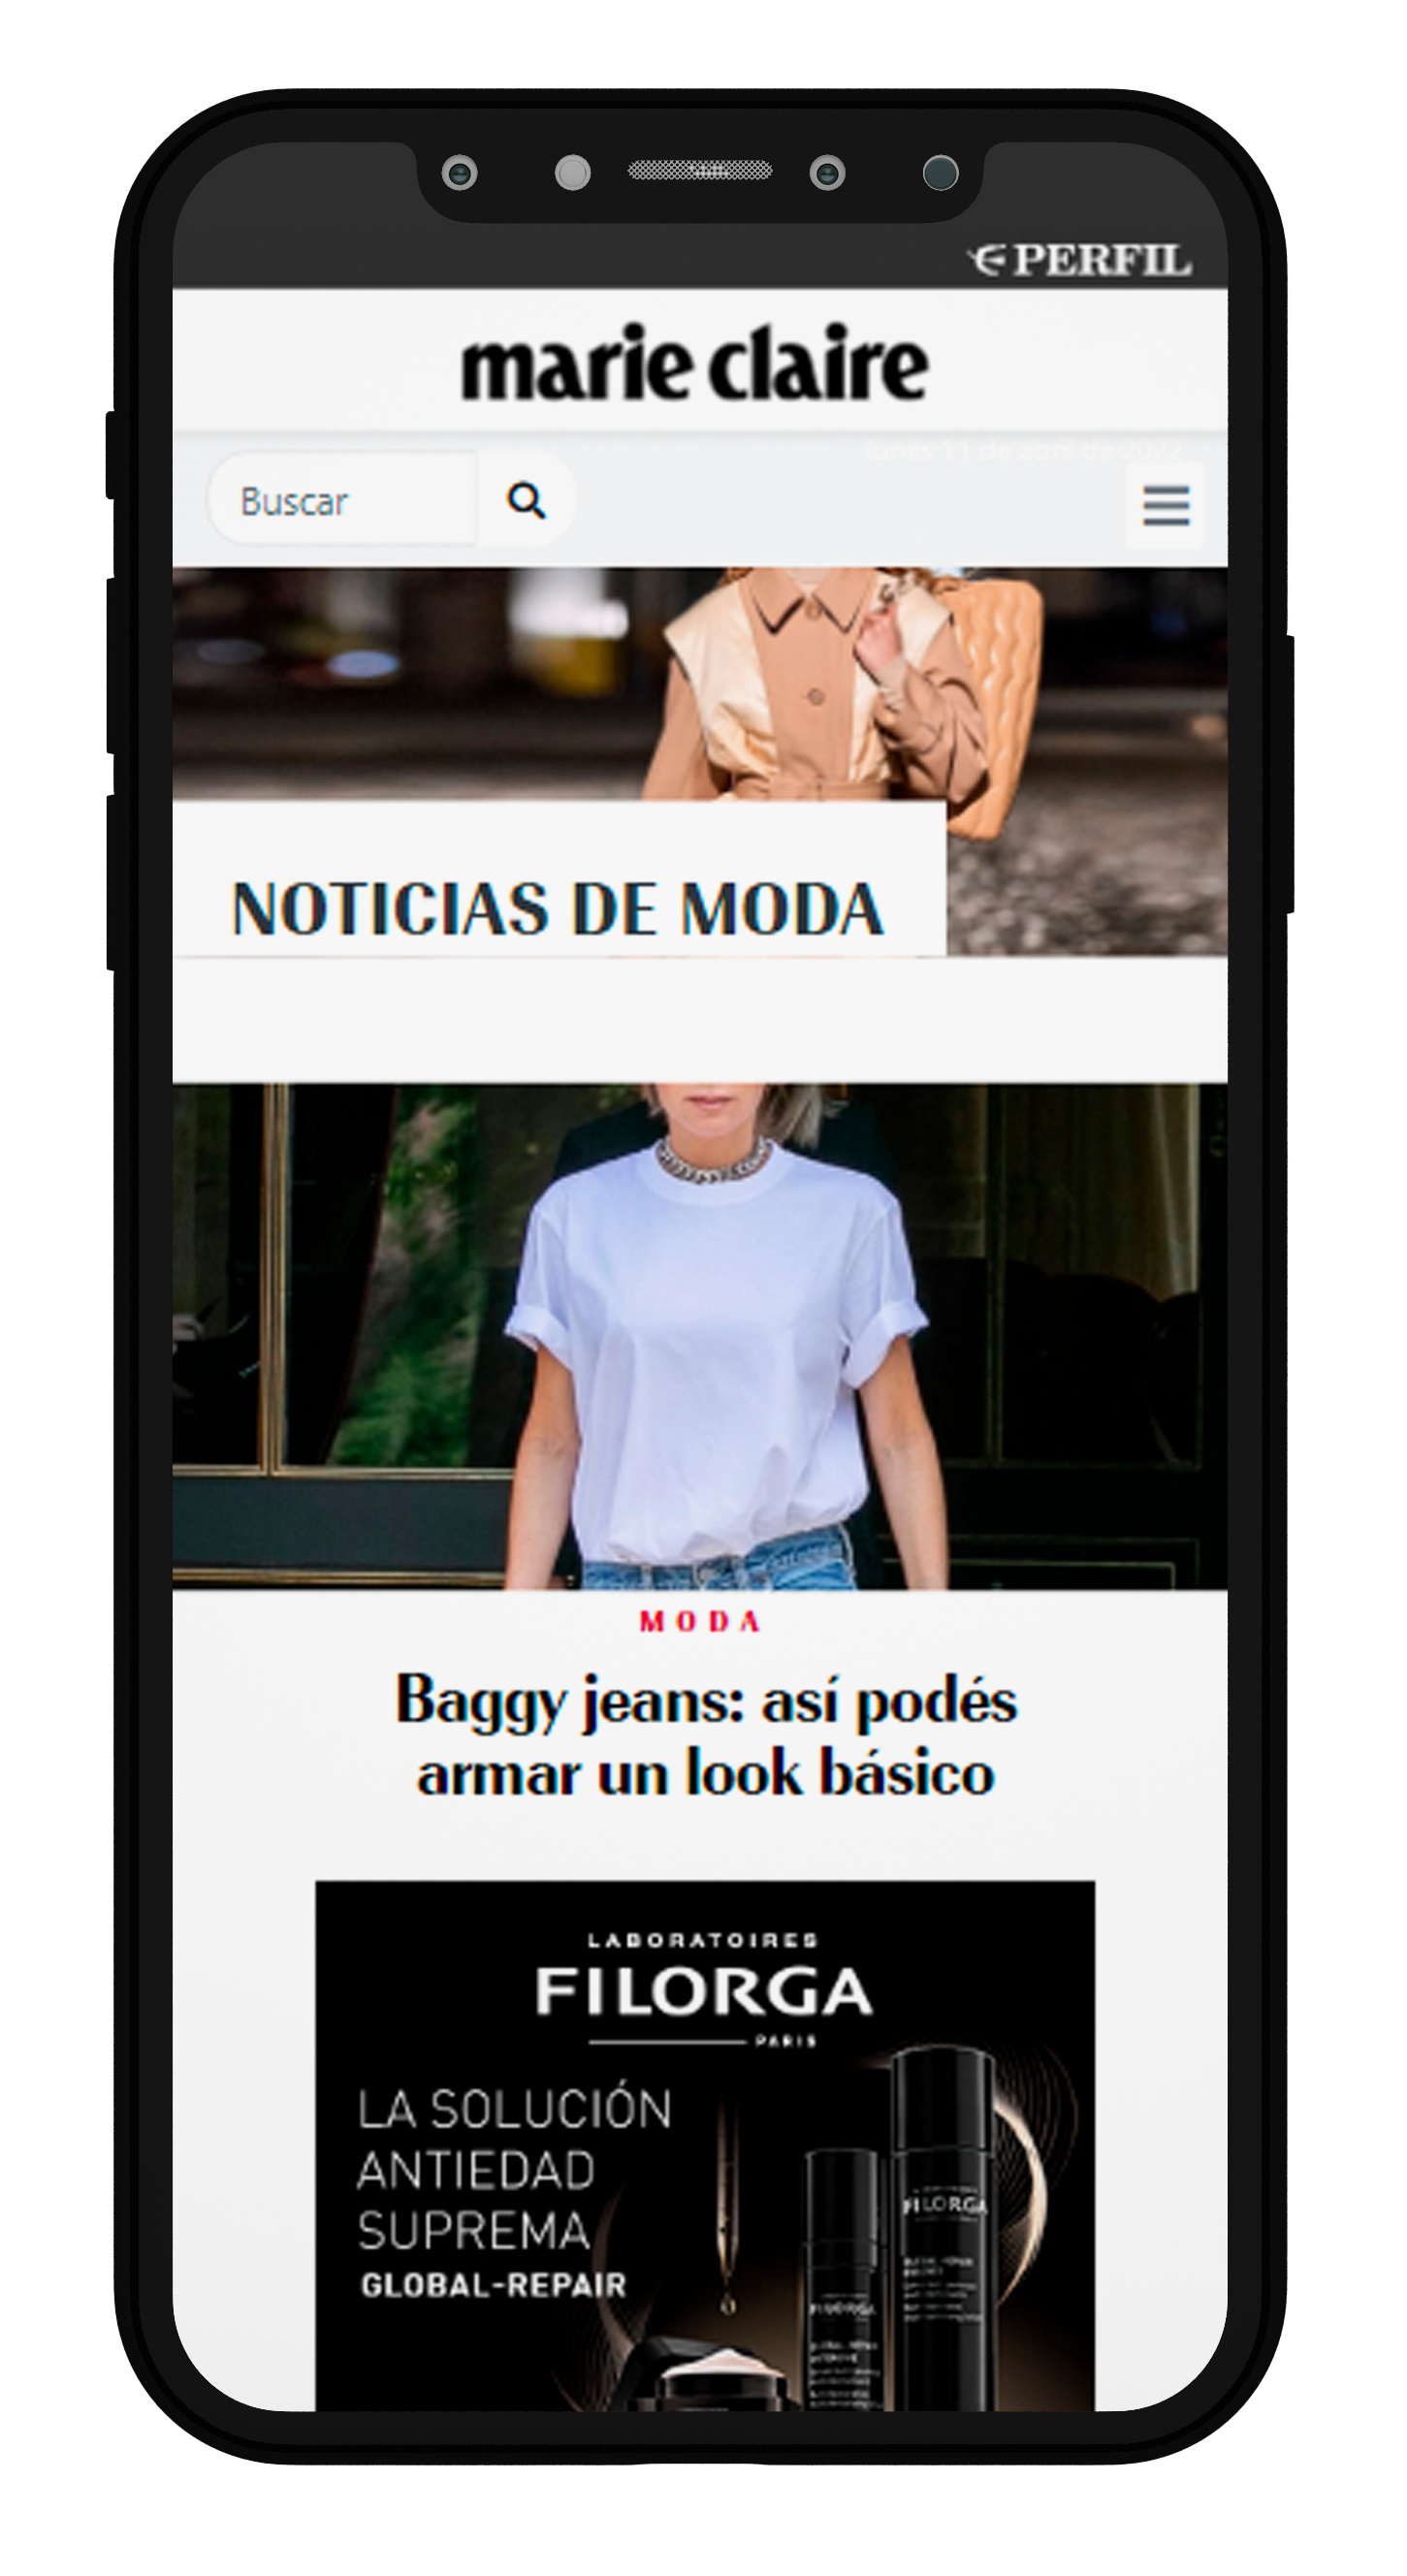 PERFIL
marie claire
lunes 11 de abril de 2022
Buscar
NOTICIAS DE MODA
MODA
Baggy jeans: así podés
armar un look básico
LABORATOIRES
FILORGA
PARIS
LA SOLUCIÓN
ANTIEDAD
SUPREMA
GLOBAL-REPAIR
FILORGA
FILORGA